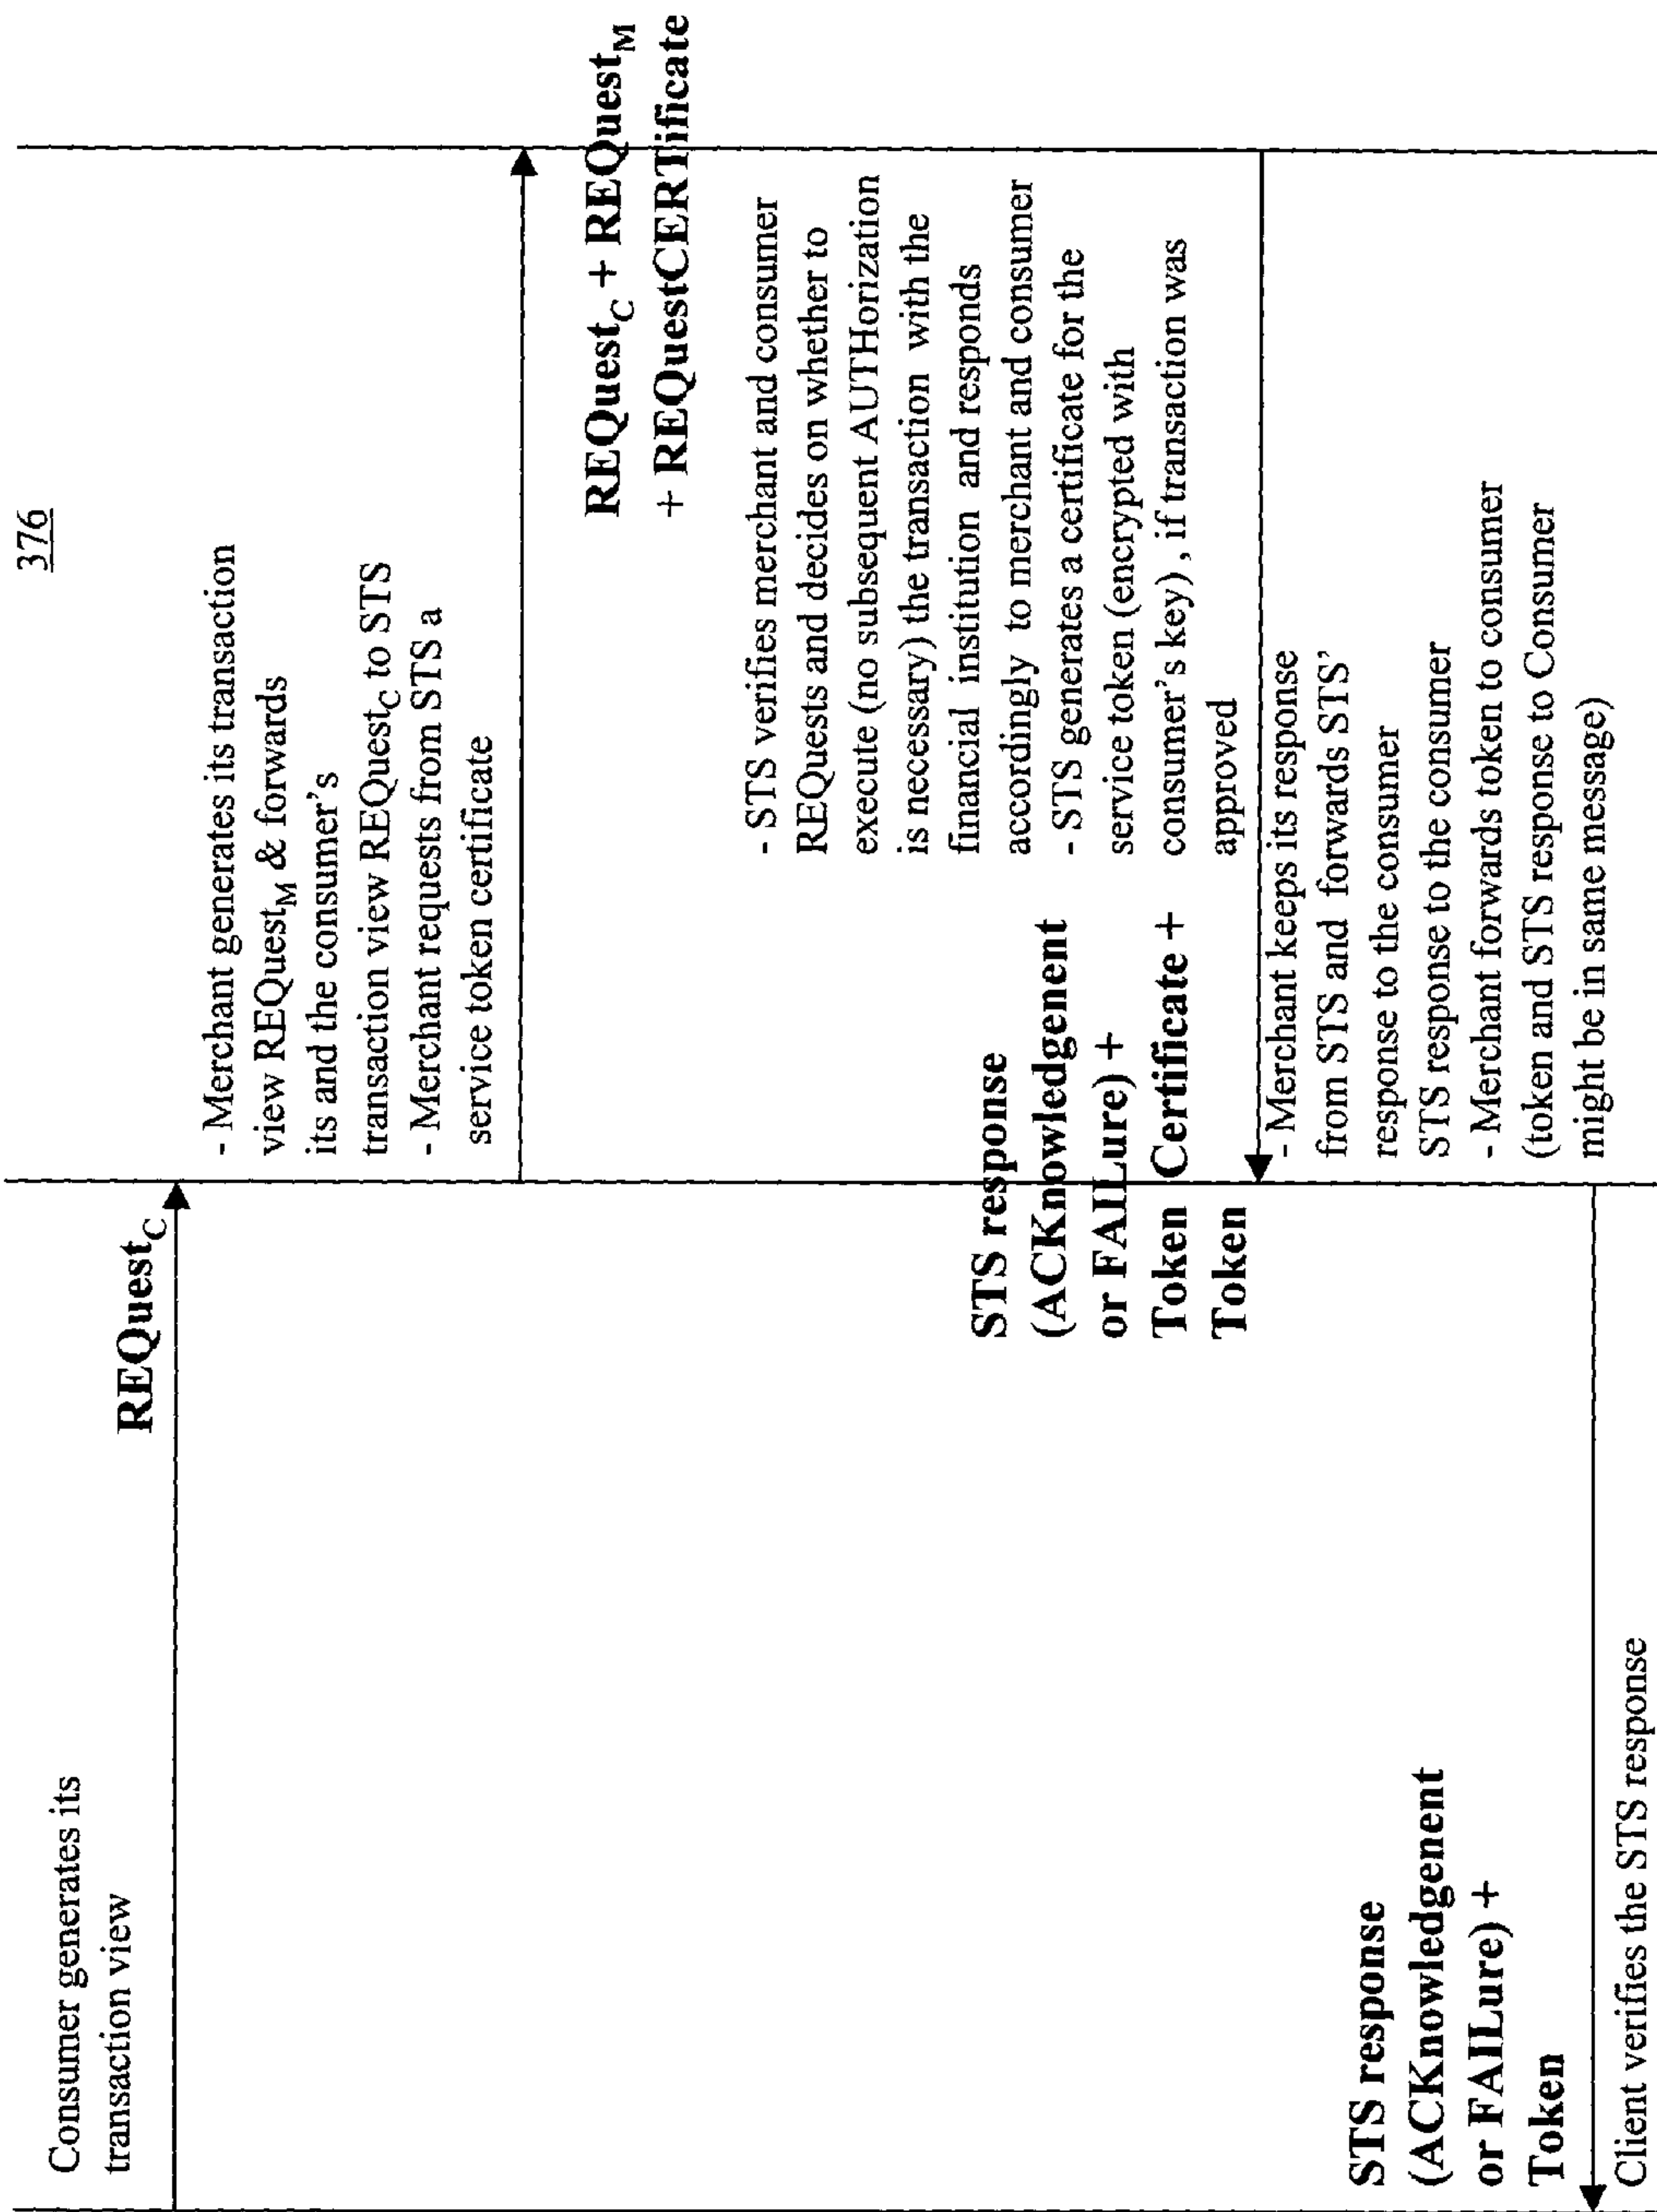 376
Consumer generates its
transaction view
REQuest_C
- Merchant generates its transaction
view REQuest_M & forwards
its and the consumer's
transaction view REQuest_C to STS
- Merchant requests from STS a
service token certificate
REQuest_C + REQuest_M
+ REQuestCERTificate
- STS verifies merchant and consumer
REQuests and decides on whether to
execute (no subsequent AUTHorization
is necessary) the transaction with the
financial institution and responds
accordingly to merchant and consumer
- STS generates a certificate for the
service token (encrypted with
consumer's key), if transaction was
approved
STS response
(ACKnowledgenent
or FAILure) +
Token Certificate +
Token
- Merchant keeps its response
from STS and forwards STS'
response to the consumer
STS response to the consumer
- Merchant forwards token to consumer
(token and STS response to Consumer
might be in same message)
STS response
(ACKnowledgenent
or FAILure) +
Token
Client verifies the STS response